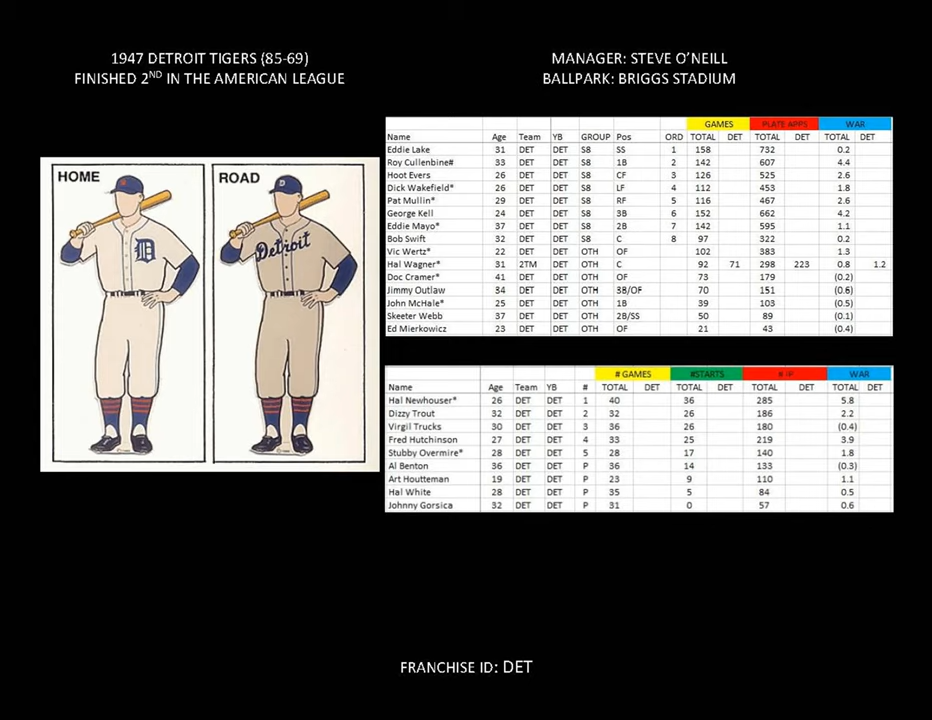 1947 DETROIT TIGERS (85-69)
FINISHED 2ND IN THE AMERICAN LEAGUE
MANAGER: STEVE O'NEILL
BALLPARK: BRIGGS STADIUM
HOME
ROAD
D
Detroit
GAMES PLATE APPS WAR
Name Age Team YB GROUP Pos ORD TOTAL DET TOTAL DET TOTAL DET
Eddie Lake 31 DET DET S8 SS 1 158 732 0.2
Roy Cullenbine# 33 DET DET S8 1B 2 142 607 4.4
Hoot Evers 26 DET DET S8 CF 3 126 525 2.6
Dick Wakefield* 26 DET DET S8 LF 4 112 453 1.8
Pat Mullin* 29 DET DET S8 RF 5 116 467 2.6
George Kell 24 DET DET S8 3B 6 152 662 4.2
Eddie Mayo* 37 DET DET S8 2B 7 142 595 1.1
Bob Swift 32 DET DET S8 C 8 97 322 0.2
Vic Wertz* 22 DET DET OTH OF 102 383 1.3
Hal Wagner* 31 2TM DET OTH C 92 71 298 223 0.8 1.2
Doc Cramer* 41 DET DET OTH OF 73 179 (0.2)
Jimmy Outlaw 34 DET DET OTH 3B/OF 70 151 (0.6)
John McHale* 25 DET DET OTH 1B 39 103 (0.5)
Skeeter Webb 37 DET DET OTH 2B/SS 50 89 (0.1)
Ed Mierkowicz 23 DET DET OTH OF 21 43 (0.4)
# GAMES #STARTS # IP WAR
Name Age Team YB # TOTAL DET TOTAL DET TOTAL DET TOTAL DET
Hal Newhouser* 26 DET DET 1 40 36 285 5.8
Dizzy Trout 32 DET DET 2 32 26 186 2.2
Virgil Trucks 30 DET DET 3 36 26 180 (0.4)
Fred Hutchinson 27 DET DET 4 33 25 219 3.9
Stubby Overmire* 28 DET DET 5 28 17 140 1.8
Al Benton 36 DET DET P 36 14 133 (0.3)
Art Houtteman 19 DET DET P 23 9 110 1.1
Hal White 28 DET DET P 35 5 84 0.5
Johnny Gorsica 32 DET DET P 31 0 57 0.6
FRANCHISE ID: DET